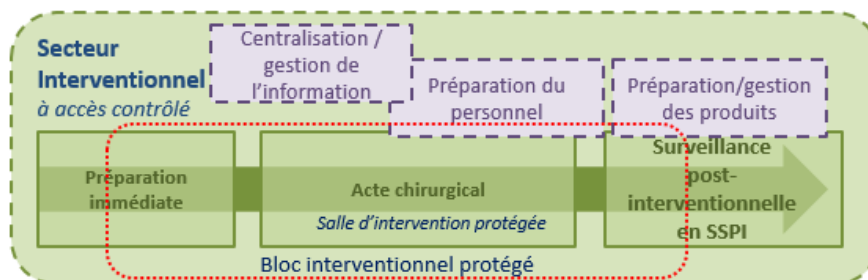 Secteur
Interventionnel
à accès contrôlé
Centralisation /
gestion de
l'information
Préparation du
personnel
Préparation/gestion
des produits
Préparation
immédiate
Acte chirurgical
Salle d'intervention protégée
Surveillance
post-
interventionnelle
en SSPI
Bloc interventionnel protégé